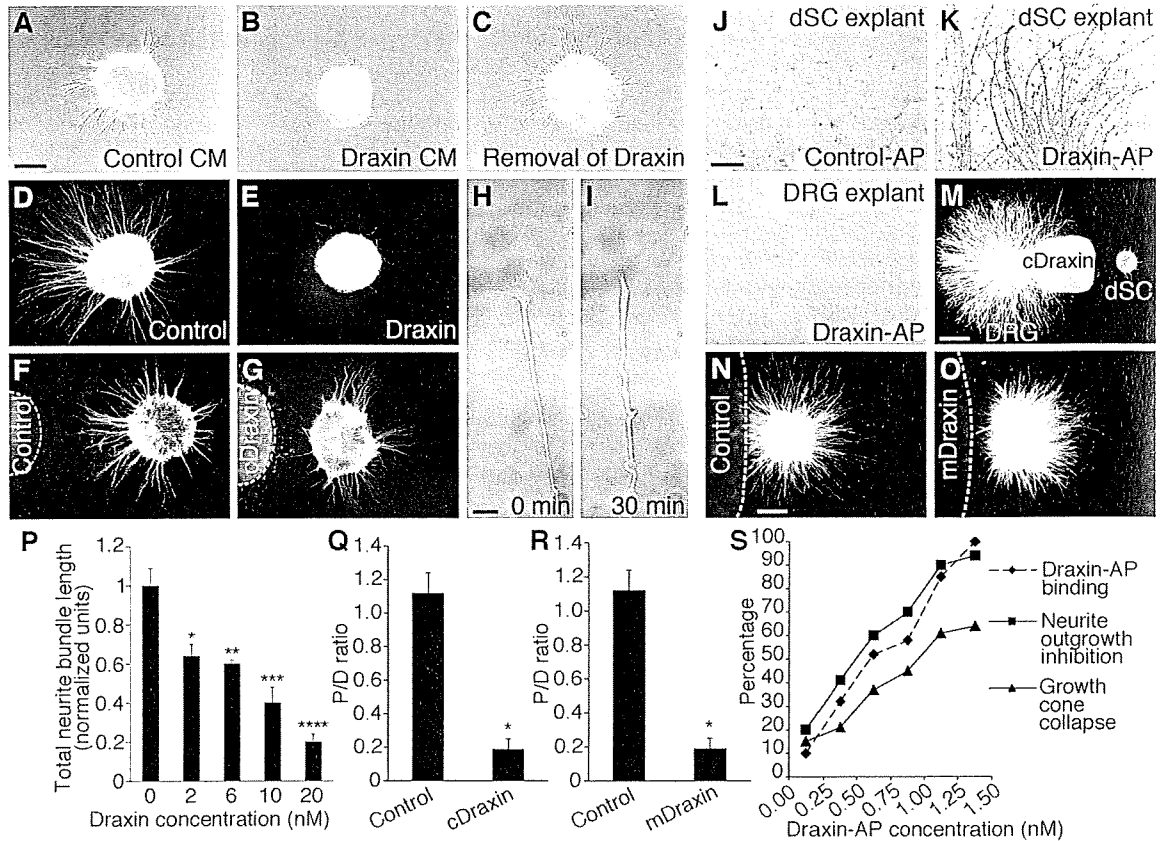 A
Control CM
B
Draxin CM
C
Removal of Draxin
J
dSC explant
Control-AP
K
dSC explant
Draxin-AP
D
Control
E
Draxin
H
0 min
I
30 min
L
DRG explant
Draxin-AP
M
cDraxin
dSC
DRG
F
Control
G
cDraxin
N
Control
O
mDraxin
P
Total neurite bundle length
(normalized units)
1.2
1
0.8
0.6
0.4
0.2
0
*
**
***
****
0 2 6 10 20
Draxin concentration (nM)
Q
P/D ratio
1.4
1.2
1.0
0.8
0.6
0.4
0.2
0
*
Control
cDraxin
R
P/D ratio
1.4
1.2
1.0
0.8
0.6
0.4
0.2
0
*
Control
mDraxin
S
Percentage
100
90
80
70
60
50
40
30
20
10
0
0.00 0.25 0.50 0.75 1.00 1.25 1.50
Draxin-AP concentration (nM)
Draxin-AP
binding
Neurite
outgrowth
inhibition
Growth
cone
collapse